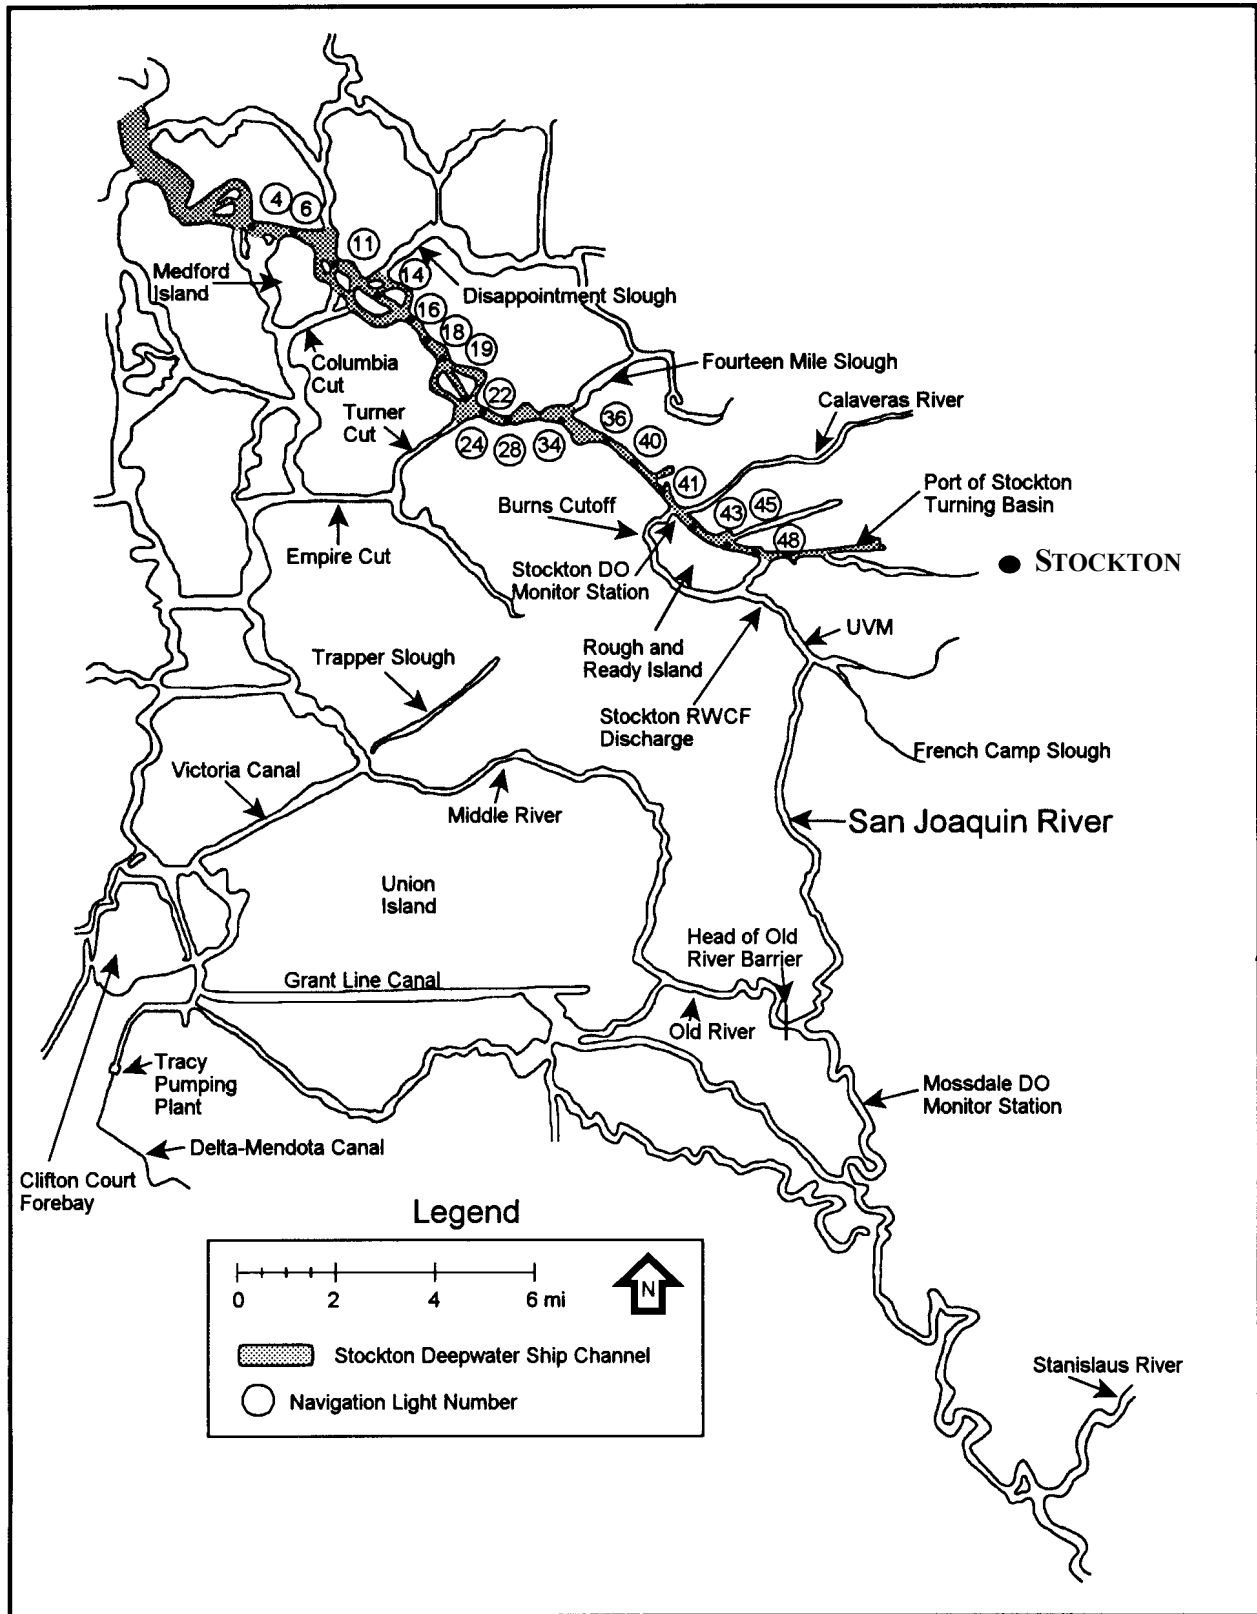 4
6
11
Medford
Island
14
Disappointment Slough
16
18
19
Columbia
Cut
Fourteen Mile Slough
22
Calaveras River
Turner
Cut
36
24
28
34
40
41
Port of Stockton
Turning Basin
Burns Cutoff
43
45
48
Empire Cut
Stockton DO
Monitor Station
STOCKTON
UVM
Rough and
Ready Island
Trapper Slough
Stockton RWCF
Discharge
French Camp Slough
Victoria Canal
Middle River
San Joaquin River
Union
Island
Head of Old
River Barrier
Grant Line Canal
Old River
Tracy
Pumping
Plant
Mossdale DO
Monitor Station
Delta-Mendota Canal
Clifton Court
Forebay
Legend
0 2 4 6 mi
N
Stockton Deepwater Ship Channel
Navigation Light Number
Stanislaus River